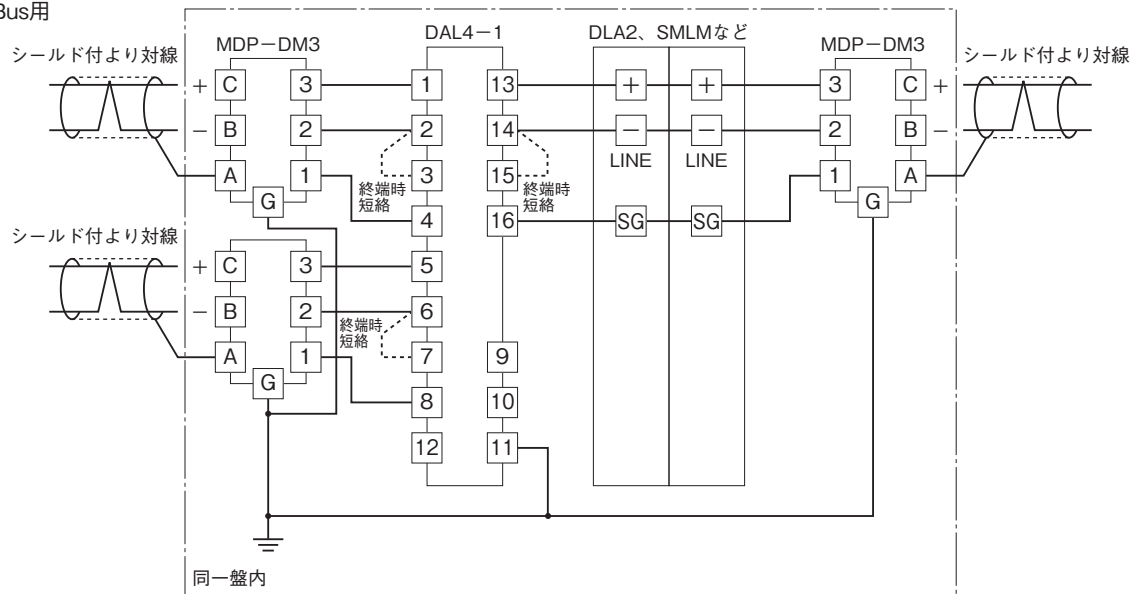 Bus用
シールド付より対線
MDP−DM3
DAL4−1
DLA2、SMLMなど
MDP−DM3
シールド付より対線
+ C 3 1 13 + + 3 C +
− B 2 2 14 − − 2 B −
LINE LINE
A 1 3 15 1 A
終端時
短絡
終端時
短絡
G 4 16 SG SG G
シールド付より対線
+ C 3 5
− B 2 6
終端時
短絡
A 1 7 9
G 8 10
12 11
同一盤内